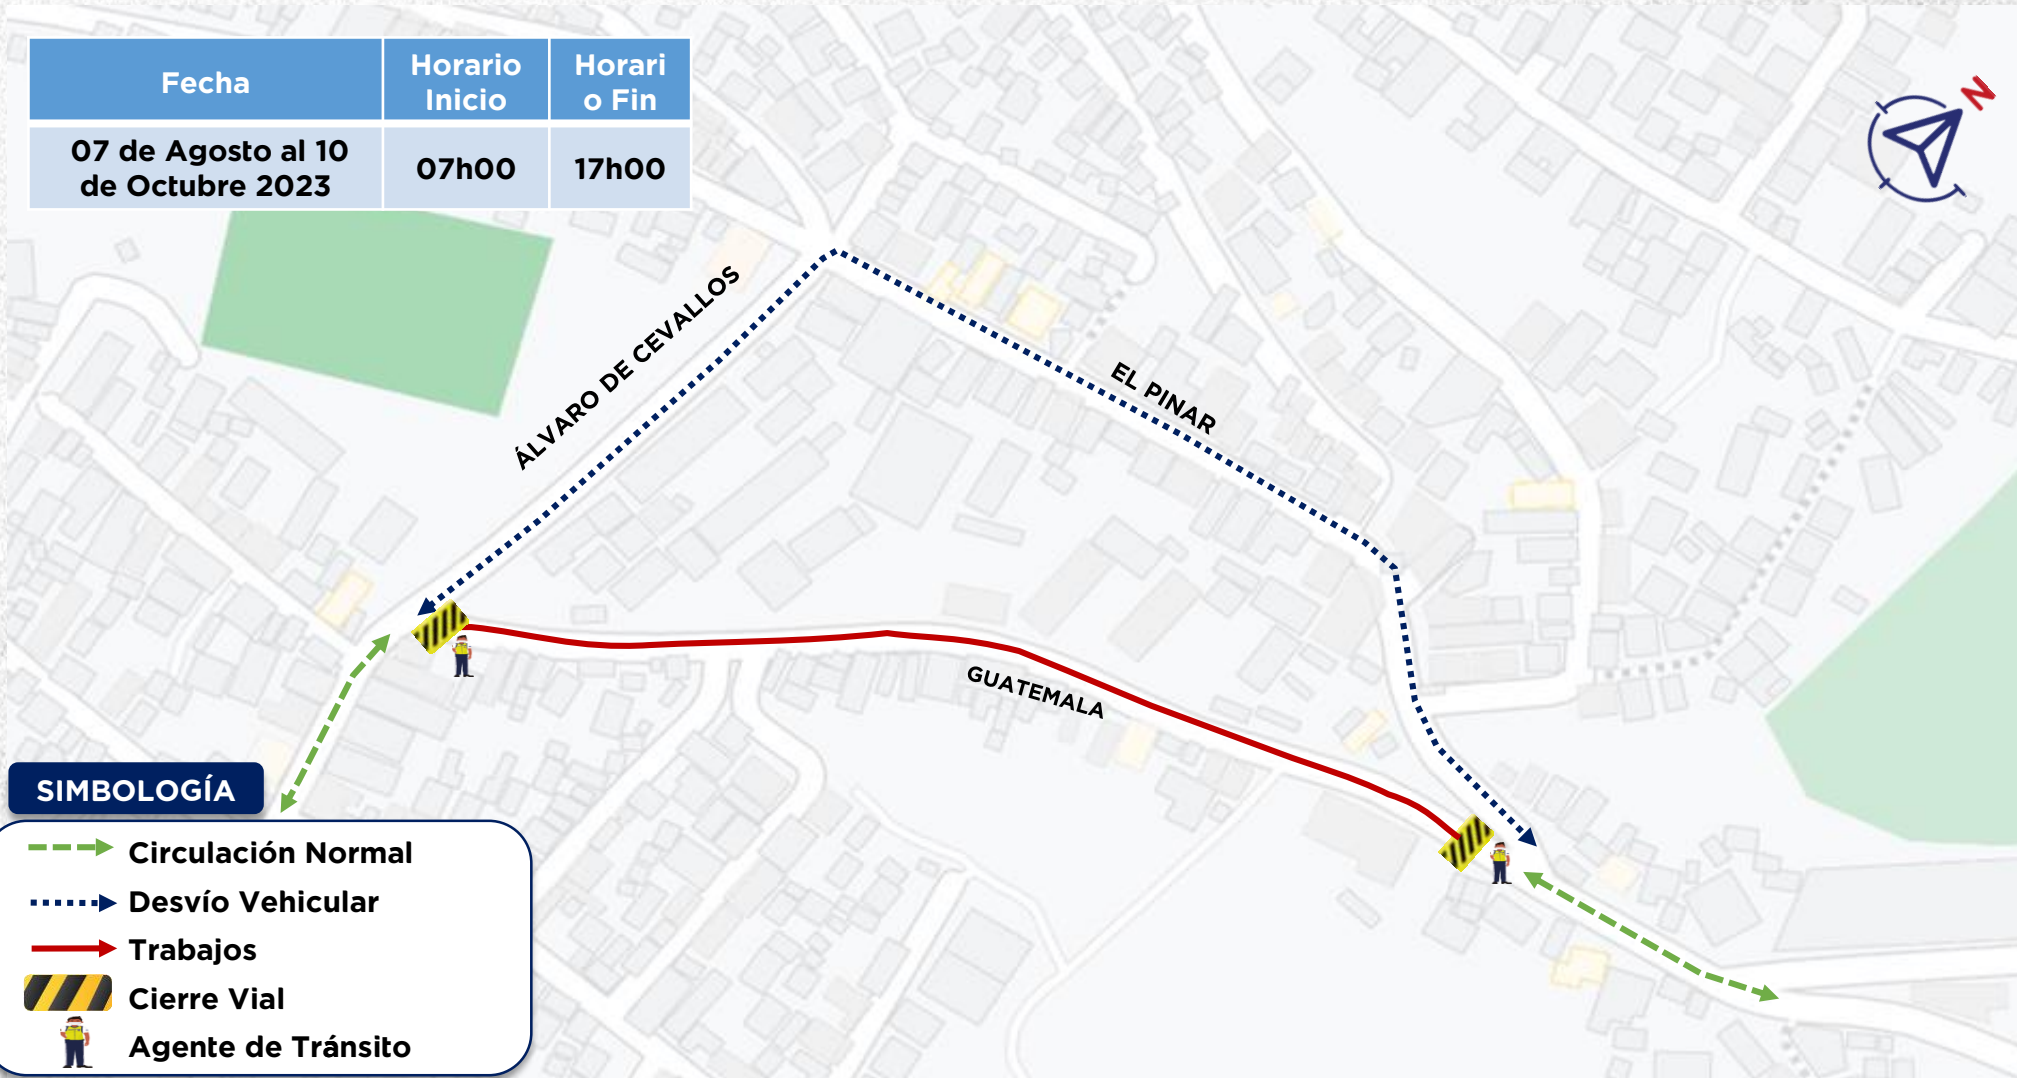 Fecha
Horario
Inicio
Horari
o Fin
07 de Agosto al 10
de Octubre 2023
07h00
17h00
N
ÁLVARO DE CEVALLOS
EL PINAR
GUATEMALA
SIMBOLOGÍA
Circulación Normal
Desvío Vehicular
Trabajos
Cierre Vial
Agente de Tránsito